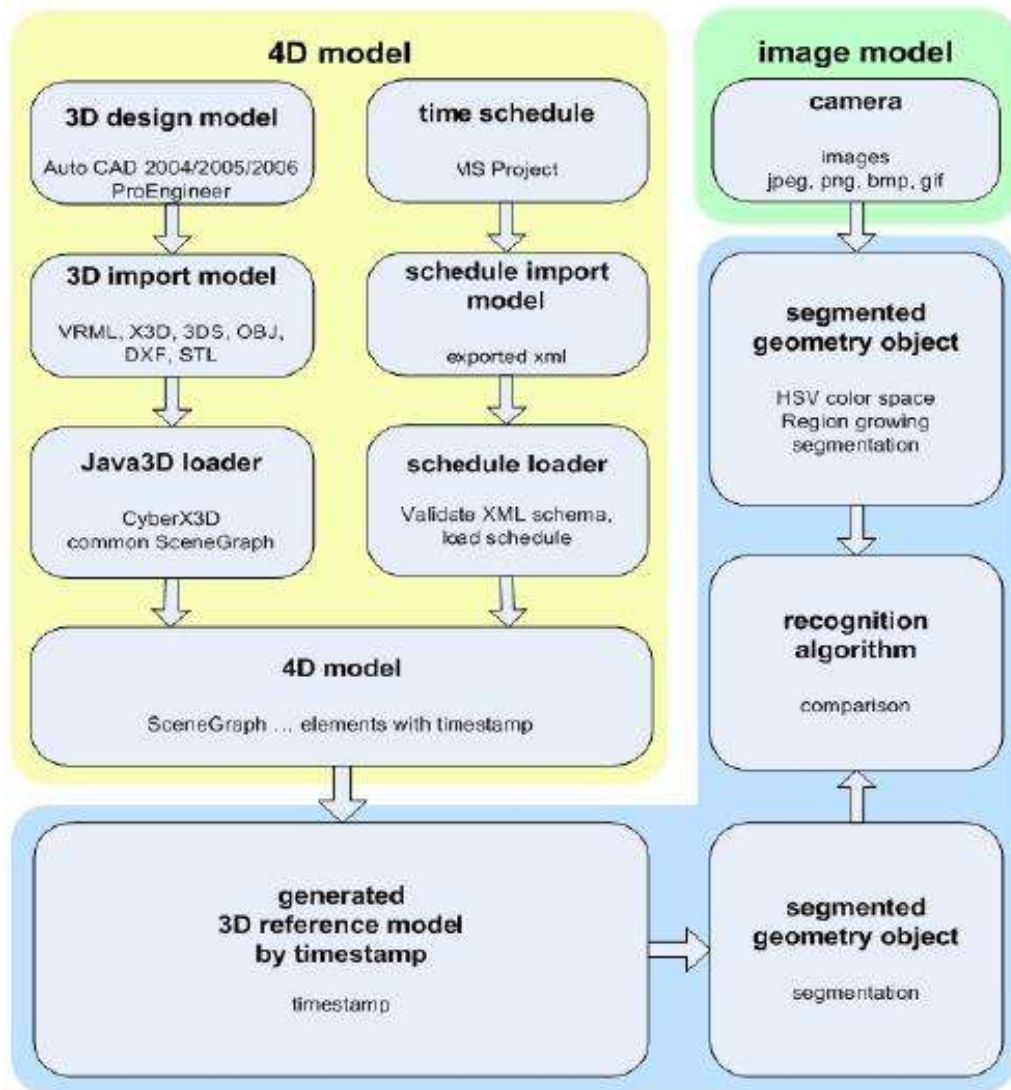 4D model
3D design model
Auto CAD 2004/2005/2006
ProEngineer
time schedule
MS Project
3D import model
VRML, X3D, 3DS, OBJ,
DXF, STL
schedule import
model
exported xml
Java3D loader
CyberX3D
common SceneGraph
schedule loader
Validate XML schema,
load schedule
4D model
SceneGraph ... elements with timestamp
image model
camera
images
jpeg, png, bmp, gif
segmented
geometry object
HSV color space
Region growing
segmentation
recognition
algorithm
comparison
generated
3D reference model
by timestamp
timestamp
segmented
geometry object
segmentation